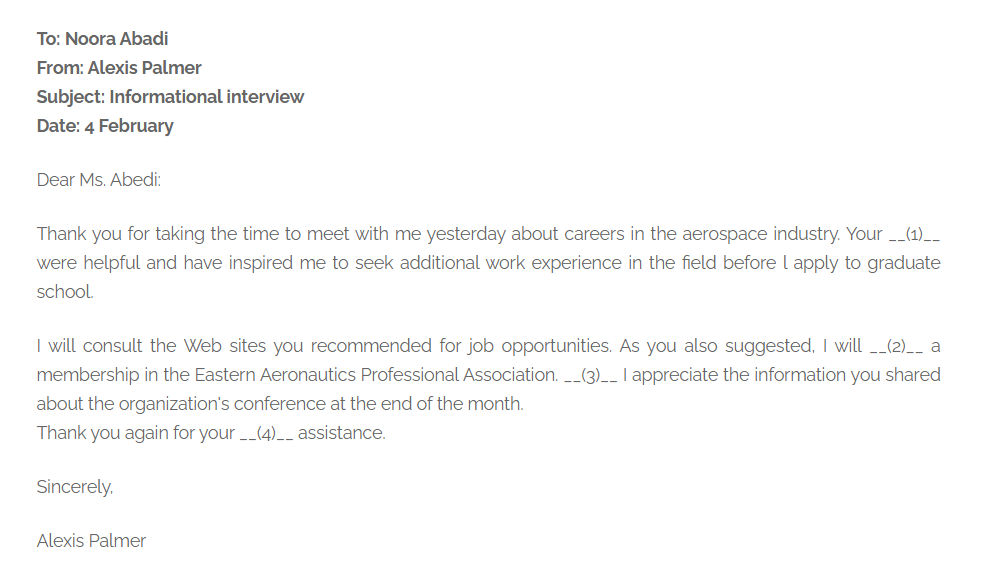 To: Noora Abadi
From: Alexis Palmer
Subject: Informational interview
Date: 4 February
Dear Ms. Abedi:
Thank you for taking the time to meet with me yesterday about careers in the aerospace industry. Your __(1)__
were helpful and have inspired me to seek additional work experience in the field before l apply to graduate
school.
I will consult the Web sites you recommended for job opportunities. As you also suggested, I will __(2)__ a
membership in the Eastern Aeronautics Professional Association. __(3)__ I appreciate the information you shared
about the organization's conference at the end of the month.
Thank you again for your __(4)__ assistance.
Sincerely,
Alexis Palmer